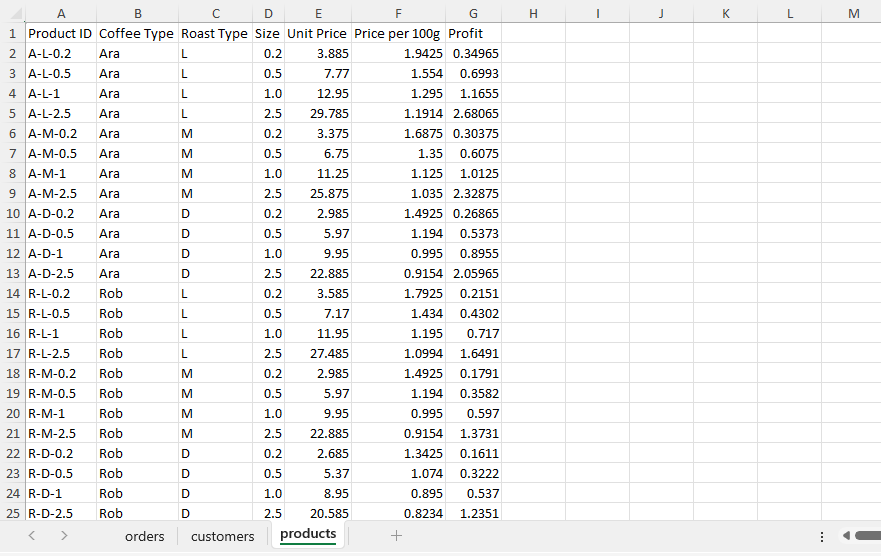 A B C D E F G H I J K L M
1 Product ID Coffee Type Roast Type Size Unit Price Price per 100g Profit
2 A-L-0.2 Ara L 0.2 3.885 1.9425 0.34965
3 A-L-0.5 Ara L 0.5 7.77 1.554 0.6993
4 A-L-1 Ara L 1.0 12.95 1.295 1.1655
5 A-L-2.5 Ara L 2.5 29.785 1.1914 2.68065
6 A-M-0.2 Ara M 0.2 3.375 1.6875 0.30375
7 A-M-0.5 Ara M 0.5 6.75 1.35 0.6075
8 A-M-1 Ara M 1.0 11.25 1.125 1.0125
9 A-M-2.5 Ara M 2.5 25.875 1.035 2.32875
10 A-D-0.2 Ara D 0.2 2.985 1.4925 0.26865
11 A-D-0.5 Ara D 0.5 5.97 1.194 0.5373
12 A-D-1 Ara D 1.0 9.95 0.995 0.8955
13 A-D-2.5 Ara D 2.5 22.885 0.9154 2.05965
14 R-L-0.2 Rob L 0.2 3.585 1.7925 0.2151
15 R-L-0.5 Rob L 0.5 7.17 1.434 0.4302
16 R-L-1 Rob L 1.0 11.95 1.195 0.717
17 R-L-2.5 Rob L 2.5 27.485 1.0994 1.6491
18 R-M-0.2 Rob M 0.2 2.985 1.4925 0.1791
19 R-M-0.5 Rob M 0.5 5.97 1.194 0.3582
20 R-M-1 Rob M 1.0 9.95 0.995 0.597
21 R-M-2.5 Rob M 2.5 22.885 0.9154 1.3731
22 R-D-0.2 Rob D 0.2 2.685 1.3425 0.1611
23 R-D-0.5 Rob D 0.5 5.37 1.074 0.3222
24 R-D-1 Rob D 1.0 8.95 0.895 0.537
25 R-D-2.5 Rob D 2.5 20.585 0.8234 1.2351
orders customers products